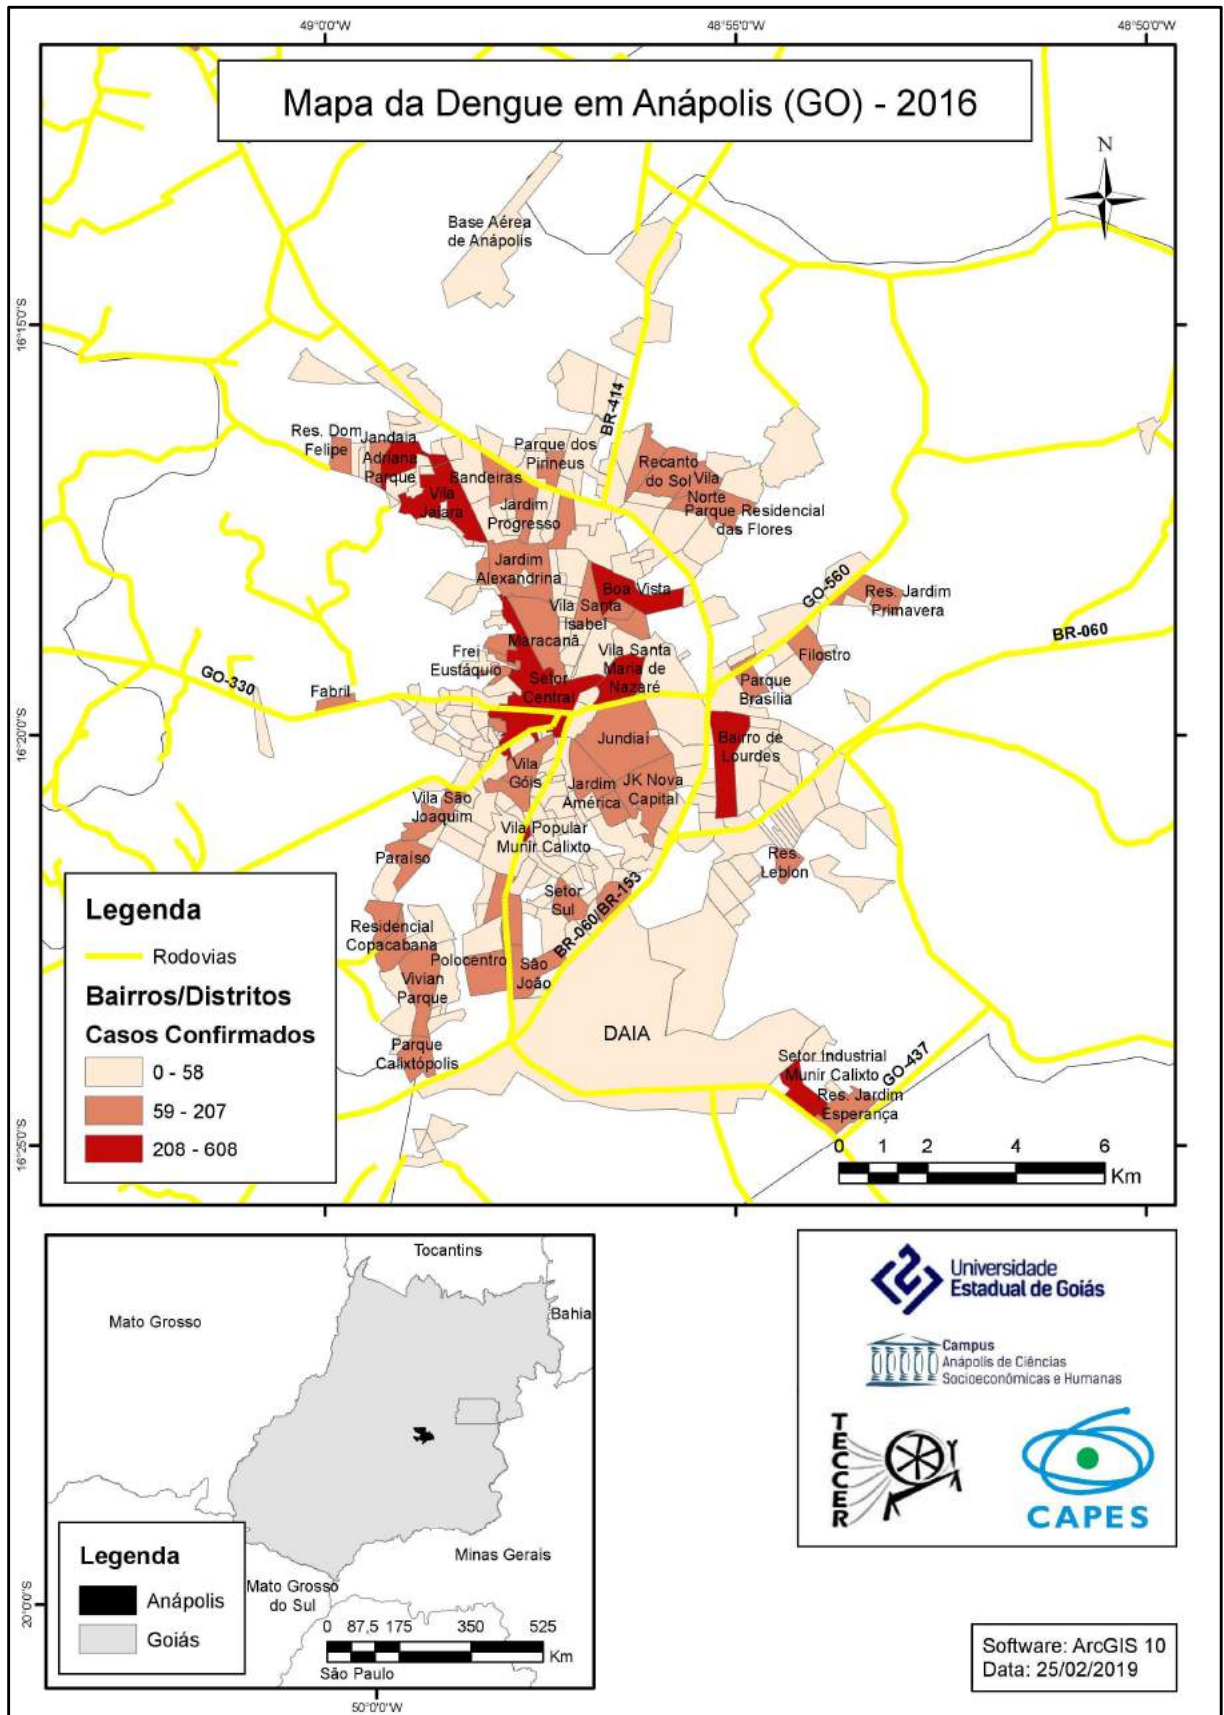 49°0'0"W
48°55'0"W
48°50'0"W
Mapa da Dengue em Anápolis (GO) - 2016
N
Base Aérea
de Anápolis
16°15'0"S
BR-414
Res. Dom
Felipe
Jandaia
Adriana
Parque
Parque dos
Pirineus
Bandeiras
Recanto
do Sol
Vila
Norte
Vila
Jaiara
Jardim
Progresso
Parque Residencial
das Flores
Jardim
Alexandrina
Boa Vista
GO-560
Res. Jardim
Primavera
Vila Santa
Isabel
BR-060
Maracanã
Frei
Eustáquio
Vila Santa
Maria de
Nazaré
Filostro
GO-330
Setor
Central
Fabril
Parque
Brasília
16°20'0"S
Jundiaí
Bairro de
Lourdes
Vila
Góis
Jardim
América
JK Nova
Capital
Vila São
Joaquim
Vila Popular
Munir Calixto
Paraíso
Res.
Leblon
Setor
Sul
BR-060/BR-153
Residencial
Copacabana
Polocentro
São
João
Vivian
Parque
DAIA
Parque
Calixtópolis
Setor Industrial
Munir Calixto
GO-437
Res. Jardim
Esperança
Legenda
Rodovias
Bairros/Distritos
Casos Confirmados
0 - 58
59 - 207
208 - 608
16°25'0"S
0 1 2 4 6
Km
Tocantins
Mato Grosso
Bahia
Minas Gerais
Mato Grosso
do Sul
São Paulo
Legenda
Anápolis
Goiás
0 87,5 175 350 525
Km
20°0'0"S
50°0'0"W
Universidade
Estadual de Goiás
Campus
Anápolis de Ciências
Socioeconômicas e Humanas
TECCER
CAPES
Software: ArcGIS 10
Data: 25/02/2019